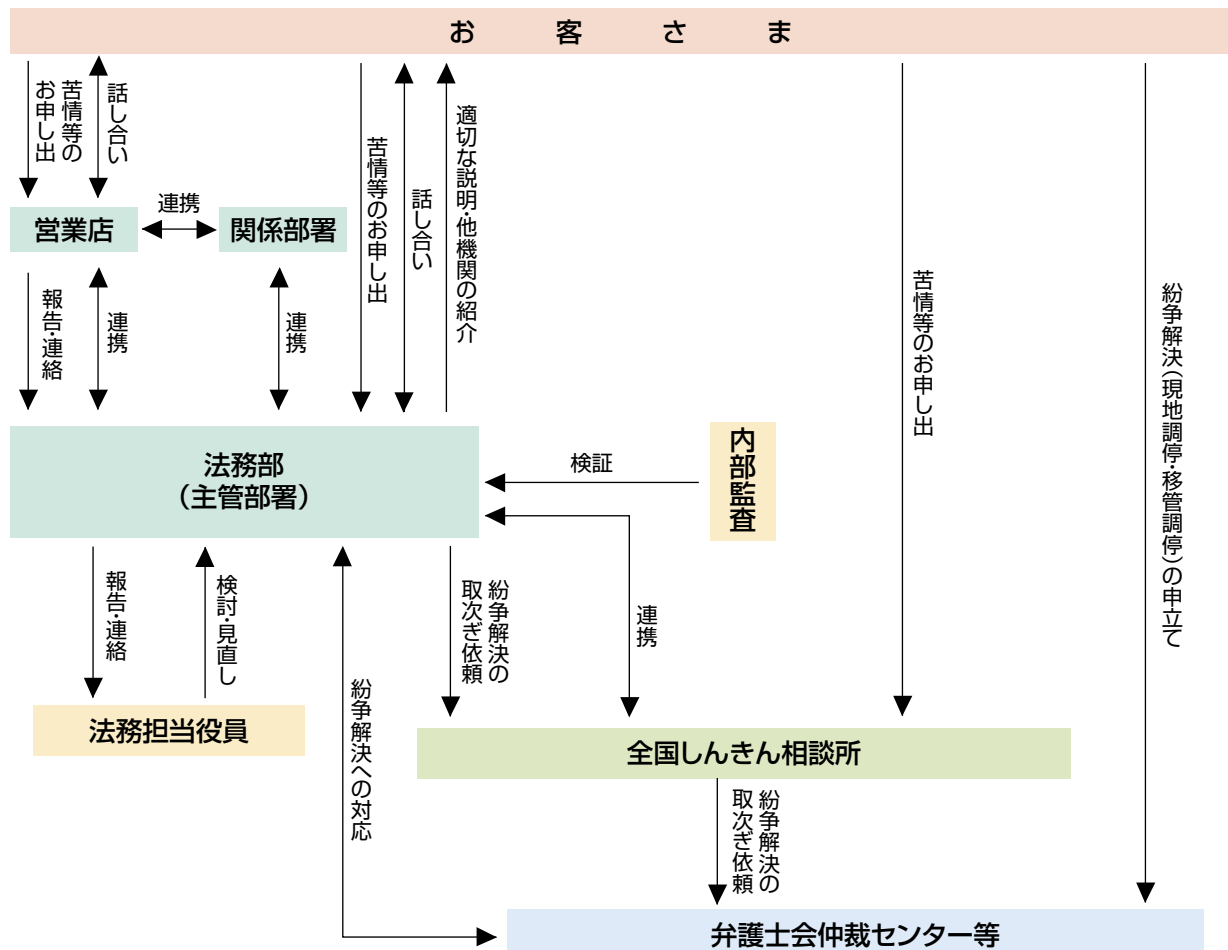 お客さま
苦情等の
お申し出
話し合い
苦情等のお申し出
話し合い
適切な説明・他機関の紹介
苦情等のお申し出
紛争解決(現地調停・移管調停)の申立て
営業店
連携
関係部署
報告・連絡
連携
連携
法務部
(主管部署)
検証
内部監査
報告・連絡
検討・見直し
紛争解決への対応
紛争解決の
取次ぎ依頼
連携
法務担当役員
全国しんきん相談所
紛争解決の
取次ぎ依頼
弁護士会仲裁センター等